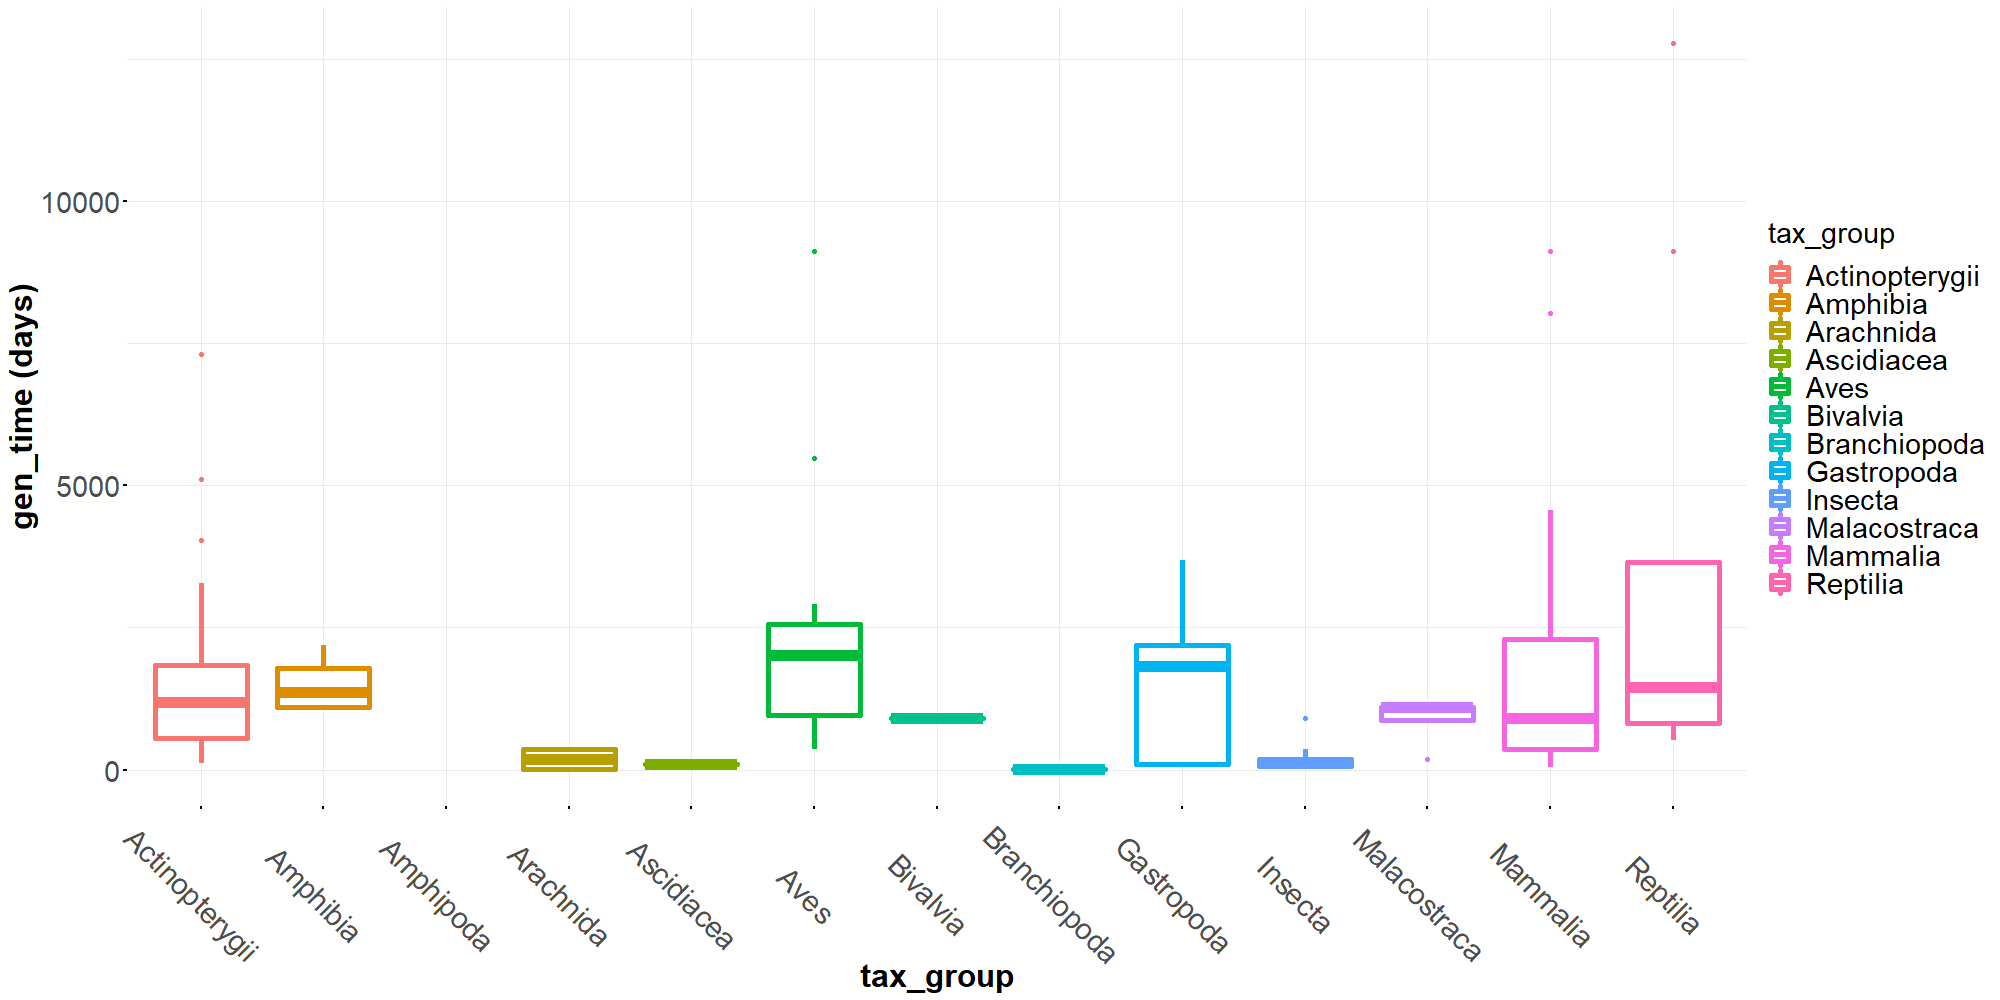 gen_time (days)
10000
5000
0
Actinopterygii
Amphibia
Amphipoda
Arachnida
Ascidiacea
Aves
Bivalvia
Branchiopoda
Gastropoda
Insecta
Malacostraca
Mammalia
Reptilia
tax_group
tax_group
Actinopterygii
Amphibia
Arachnida
Ascidiacea
Aves
Bivalvia
Branchiopoda
Gastropoda
Insecta
Malacostraca
Mammalia
Reptilia